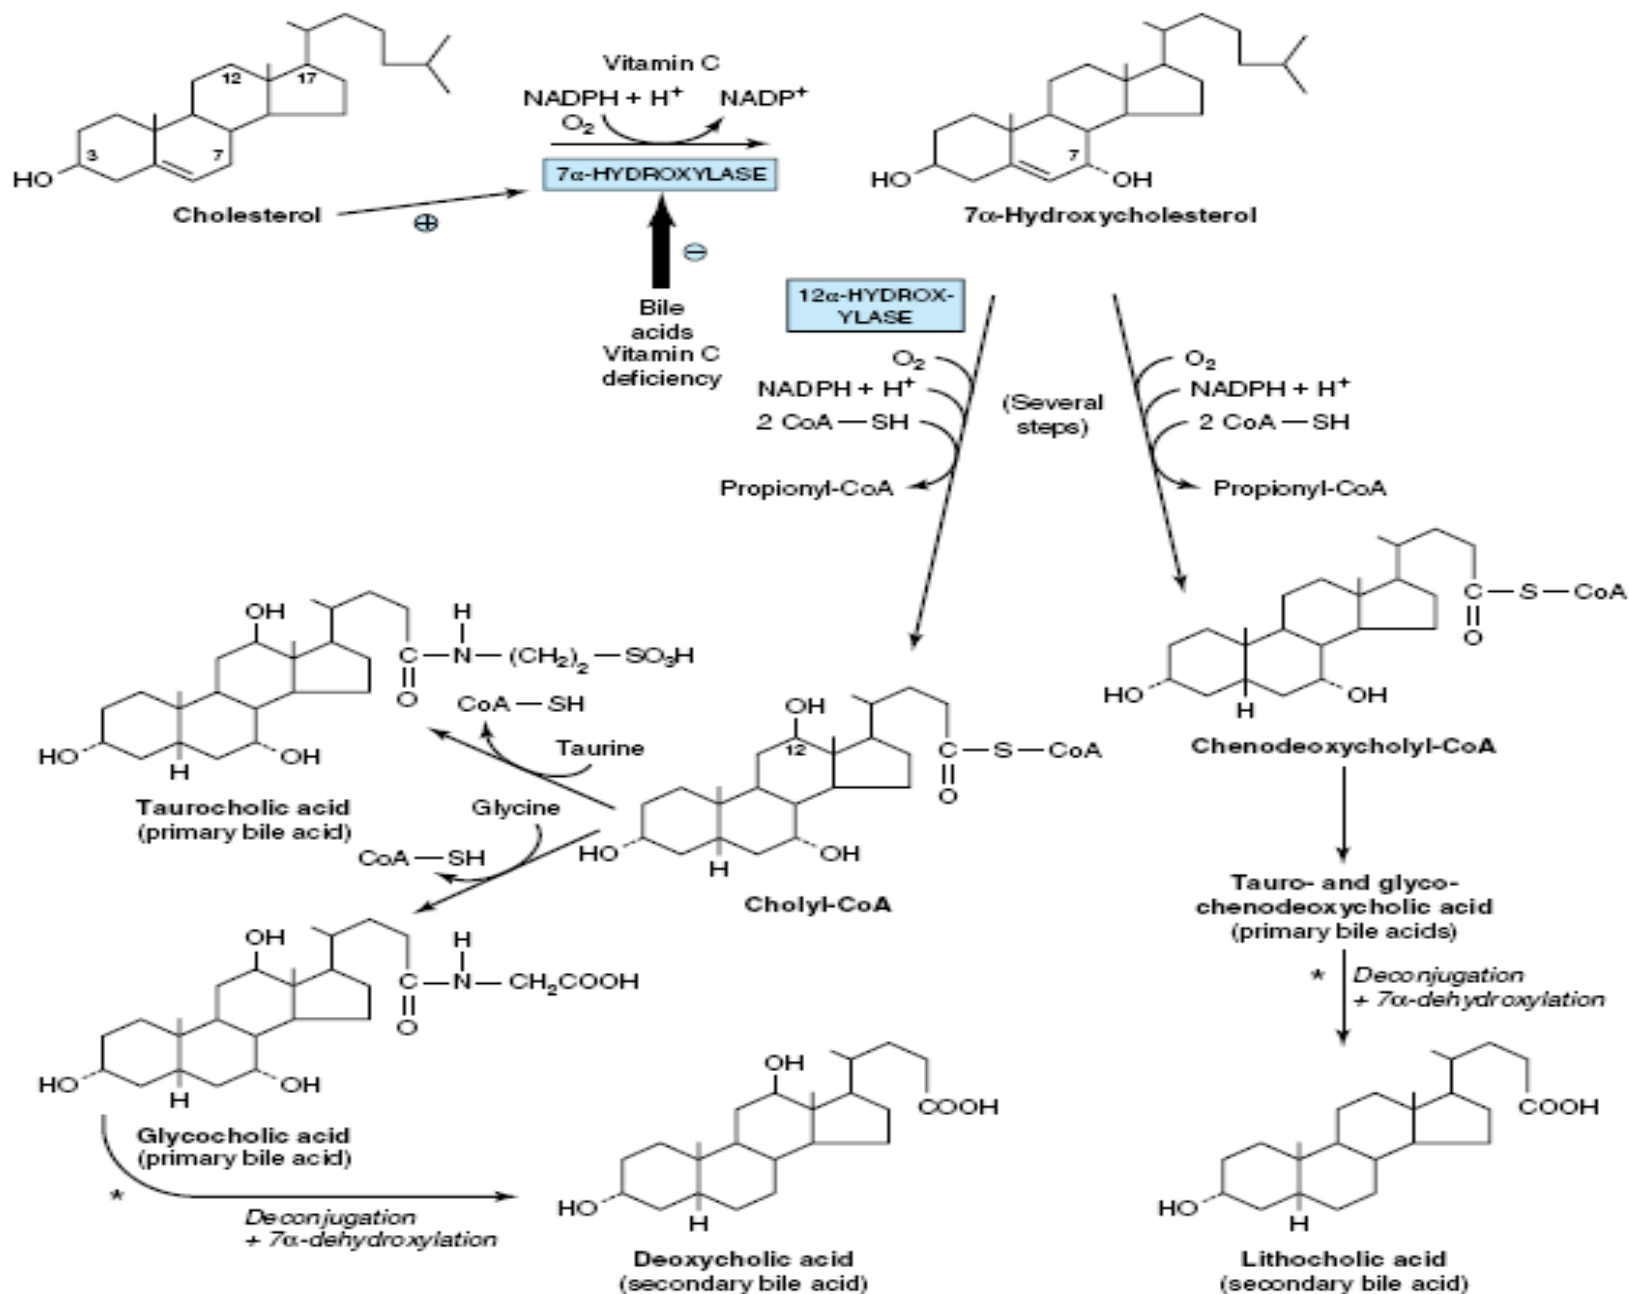 12
17
3
7
HO
Cholesterol
Vitamin C
NADPH + H⁺
NADP⁺
O₂
7α-HYDROXYLASE
⊕
⊖
Bile
acids
Vitamin C
deficiency
7
HO
OH
7α-Hydroxycholesterol
12α-HYDROX-
YLASE
O₂
NADPH + H⁺
2 CoA — SH
Propionyl-CoA
(Several
steps)
O₂
NADPH + H⁺
2 CoA — SH
Propionyl-CoA
C — S — CoA
O
HO
OH
H
Chenodeoxycholyl-CoA
OH
H
C — N — (CH₂)₂ — SO₃H
O
HO
OH
H
Taurocholic acid
(primary bile acid)
CoA — SH
Taurine
Glycine
CoA — SH
OH
12
C — S — CoA
O
HO
OH
H
Cholyl-CoA
Tauro- and glyco-
chenodeoxycholic acid
(primary bile acids)
* Deconjugation
+ 7α-dehydroxylation
OH
H
C — N — CH₂COOH
O
HO
OH
H
Glycocholic acid
(primary bile acid)
*
Deconjugation
+ 7α-dehydroxylation
OH
COOH
HO
H
Deoxycholic acid
(secondary bile acid)
COOH
HO
H
Lithocholic acid
(secondary bile acid)